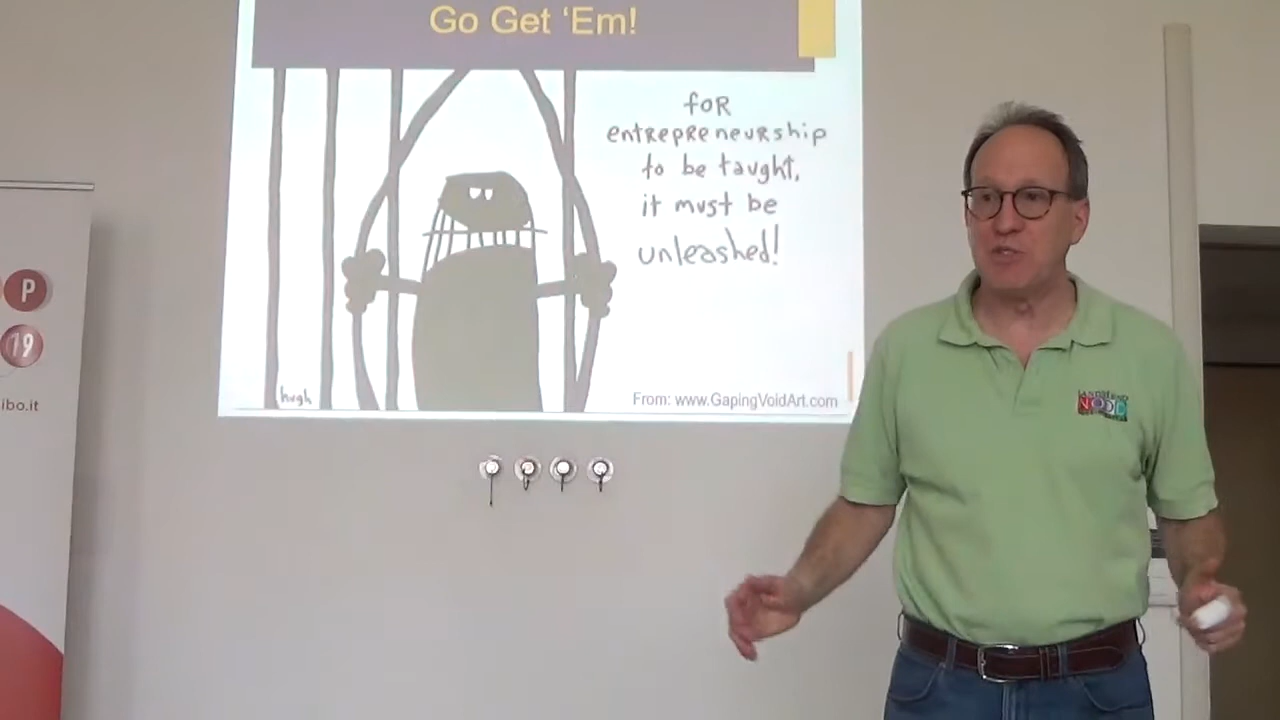 Go Get ‘Em!
foR
entRepReneuRship
to be taught,
it must be
unleashed!
hugh
From: www.GapingVoidArt.com
P
19
ibo.it